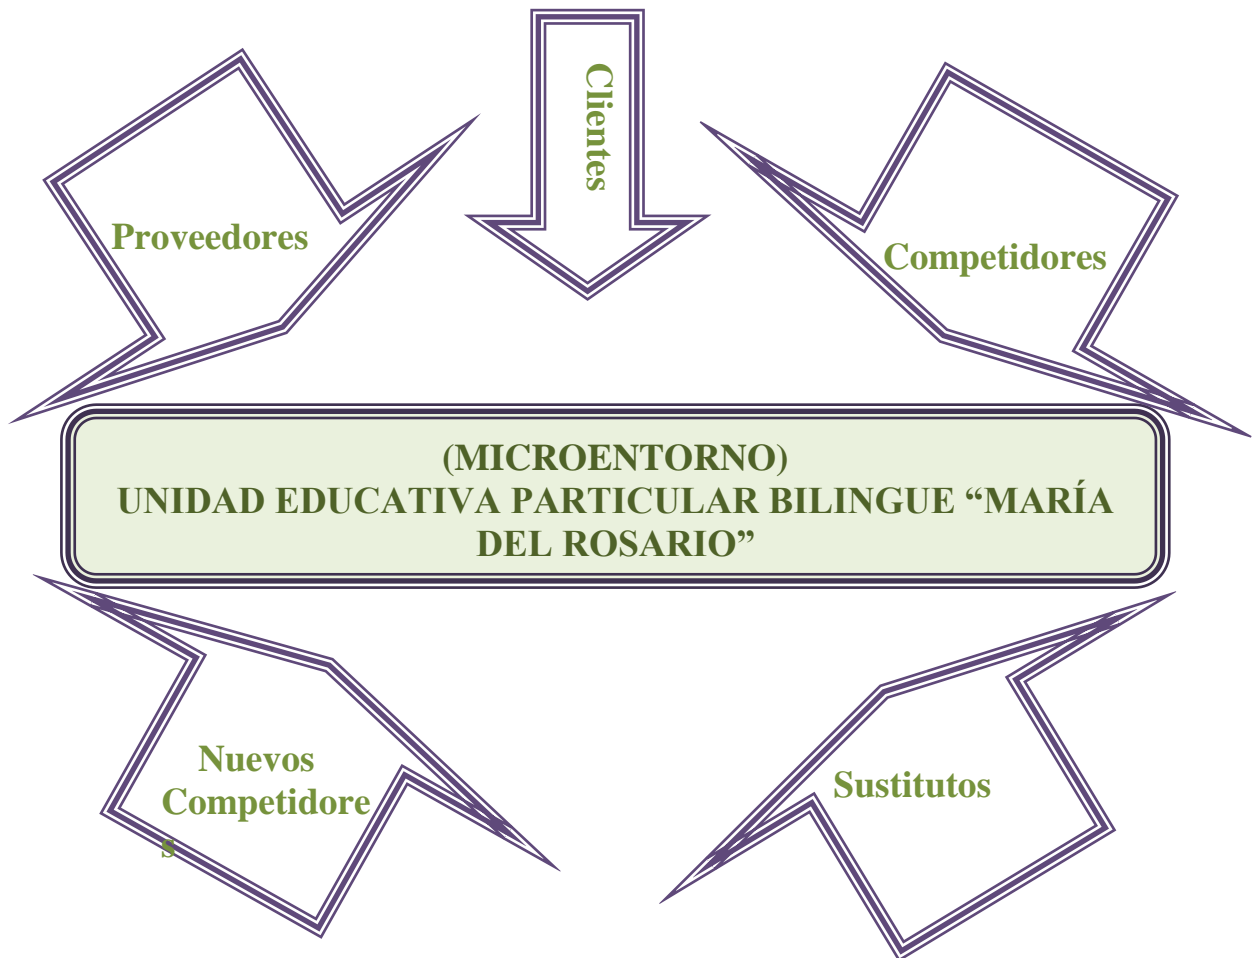 Clientes
Proveedores
Competidores
(MICROENTORNO)
UNIDAD EDUCATIVA PARTICULAR BILINGUE “MARÍA
DEL ROSARIO”
Nuevos
Competidore
s
Sustitutos